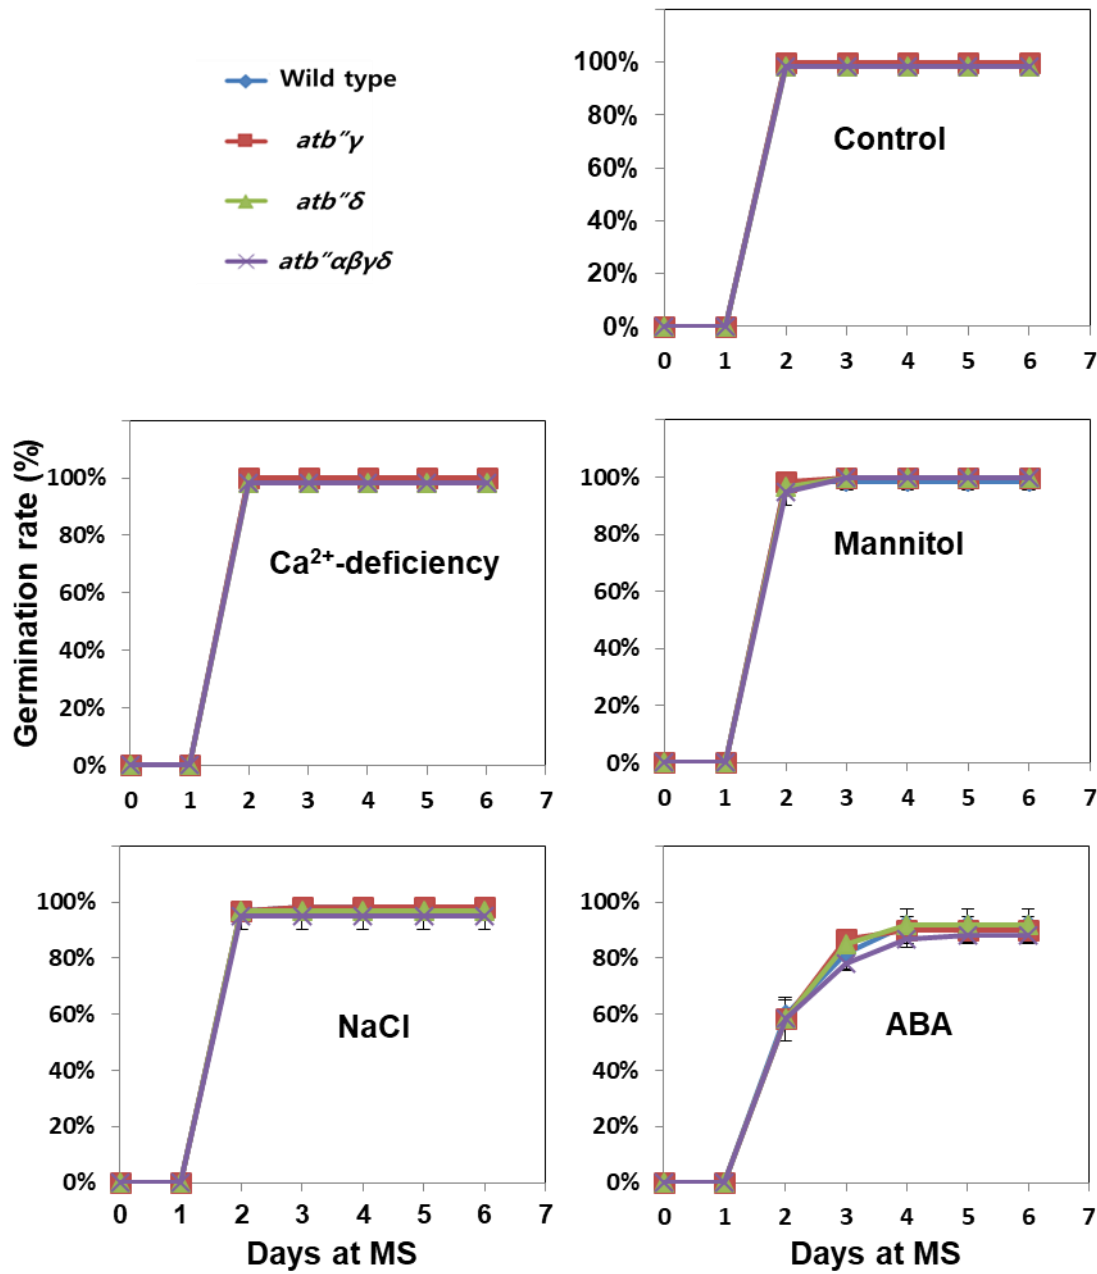 Wild type
atb″γ
atb″δ
atb″αβγδ
100%
80%
60%
40%
20%
0%
Control
0 1 2 3 4 5 6 7
Germination rate (%)
100%
80%
60%
40%
20%
0%
Ca²⁺-deficiency
0 1 2 3 4 5 6 7
100%
80%
60%
40%
20%
0%
Mannitol
0 1 2 3 4 5 6 7
100%
80%
60%
40%
20%
0%
NaCl
0 1 2 3 4 5 6 7
Days at MS
100%
80%
60%
40%
20%
0%
ABA
0 1 2 3 4 5 6 7
Days at MS